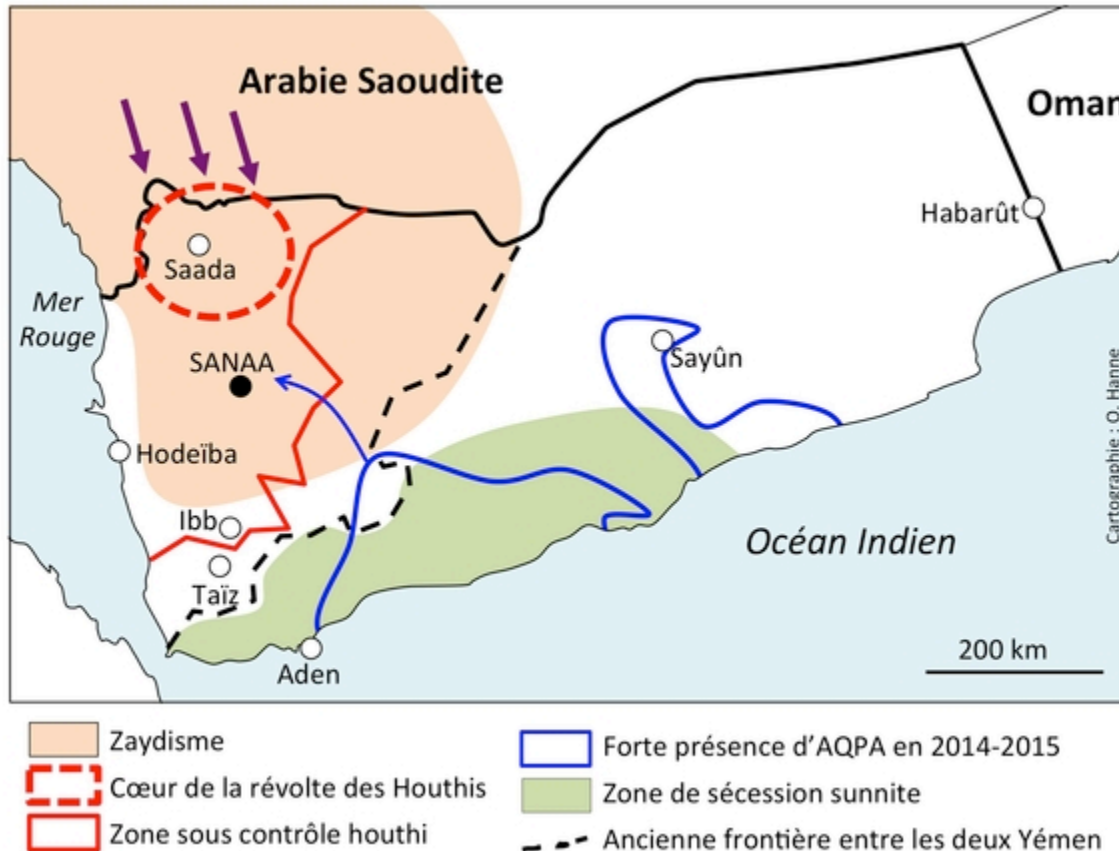 Arabie Saoudite
Oman
Habarût
Saada
Mer
Rouge
SANAA
Sayûn
Hodeïba
Ibb
Taïz
Océan Indien
Aden
200 km
Cartographie : O. Hanne
Zaydisme
Cœur de la révolte des Houthis
Zone sous contrôle houthi
Forte présence d'AQPA en 2014-2015
Zone de sécession sunnite
Ancienne frontière entre les deux Yémen